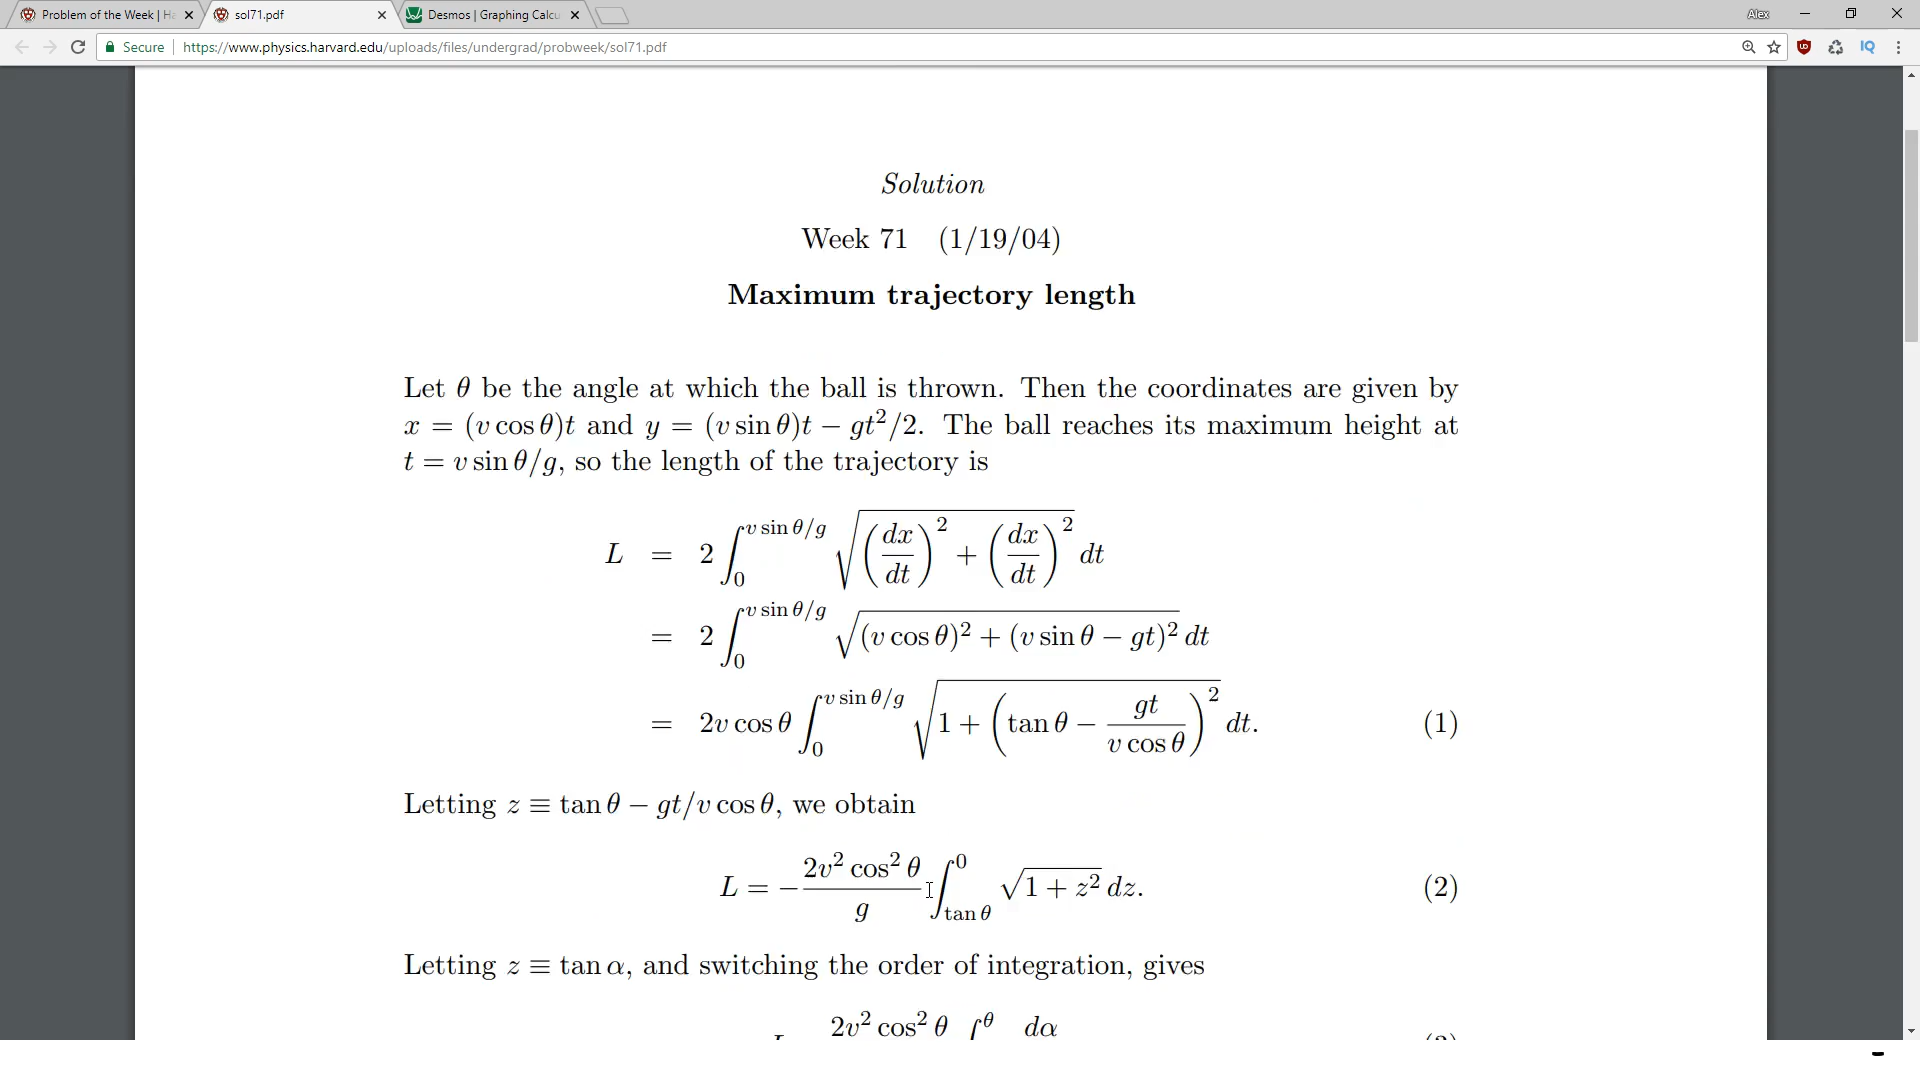 Problem of the Week | Ha
sol71.pdf
Desmos | Graphing Calcu
Alex
Secure | https://www.physics.harvard.edu/uploads/files/undergrad/probweek/sol71.pdf
IQ
Solution
Week 71 (1/19/04)
Maximum trajectory length
Let θ be the angle at which the ball is thrown. Then the coordinates are given by
x = (v cos θ)t and y = (v sin θ)t − gt²/2. The ball reaches its maximum height at
t = v sin θ/g, so the length of the trajectory is
L = 2 ∫₀^{v sin θ/g} √((dx/dt)² + (dx/dt)²) dt
= 2 ∫₀^{v sin θ/g} √((v cos θ)² + (v sin θ − gt)²) dt
= 2v cos θ ∫₀^{v sin θ/g} √(1 + (tan θ − gt/(v cos θ))²) dt. (1)
Letting z ≡ tan θ − gt/v cos θ, we obtain
L = −(2v² cos² θ/g) ∫_{tan θ}^{0} √(1 + z²) dz. (2)
Letting z ≡ tan α, and switching the order of integration, gives
2v² cos² θ ∫^θ dα